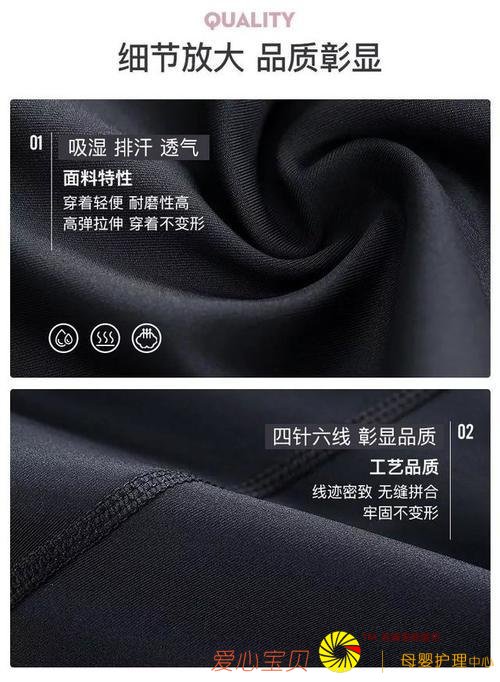 QUALITY
细节放大 品质彰显
01
吸湿 排汗 透气
面料特性
穿着轻便 耐磨性高
高弹拉伸 穿着不变形
四针六线 彰显品质
02
工艺品质
线迹密致 无缝拼合
牢固不变形
爱心宝贝
母婴护理中心